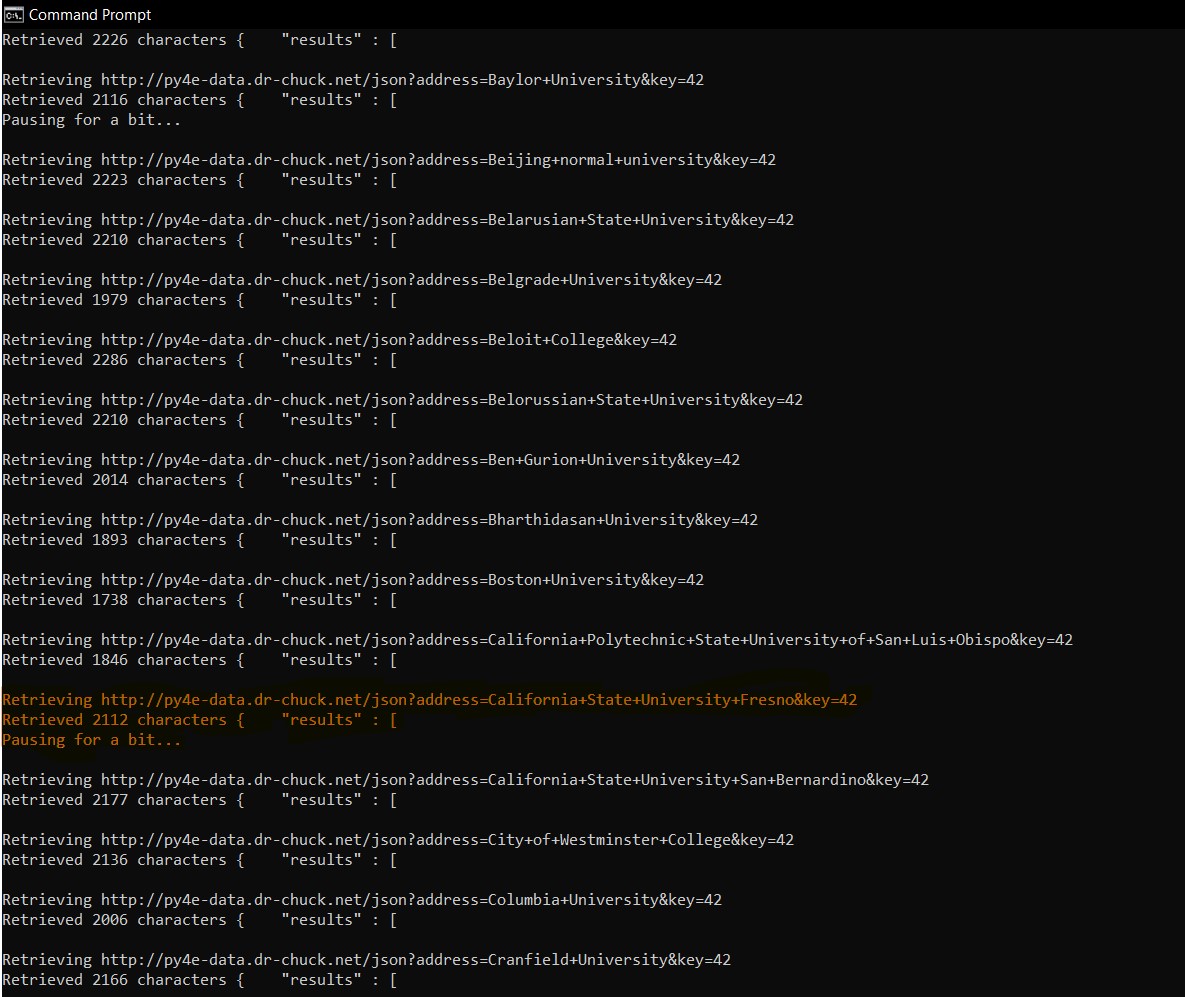 Command Prompt
Retrieved 2226 characters {    "results" : [
Retrieving http://py4e-data.dr-chuck.net/json?address=Baylor+University&key=42
Retrieved 2116 characters {    "results" : [
Pausing for a bit...
Retrieving http://py4e-data.dr-chuck.net/json?address=Beijing+normal+university&key=42
Retrieved 2223 characters {    "results" : [
Retrieving http://py4e-data.dr-chuck.net/json?address=Belarusian+State+University&key=42
Retrieved 2210 characters {    "results" : [
Retrieving http://py4e-data.dr-chuck.net/json?address=Belgrade+University&key=42
Retrieved 1979 characters {    "results" : [
Retrieving http://py4e-data.dr-chuck.net/json?address=Beloit+College&key=42
Retrieved 2286 characters {    "results" : [
Retrieving http://py4e-data.dr-chuck.net/json?address=Belorussian+State+University&key=42
Retrieved 2210 characters {    "results" : [
Retrieving http://py4e-data.dr-chuck.net/json?address=Ben+Gurion+University&key=42
Retrieved 2014 characters {    "results" : [
Retrieving http://py4e-data.dr-chuck.net/json?address=Bharthidasan+University&key=42
Retrieved 1893 characters {    "results" : [
Retrieving http://py4e-data.dr-chuck.net/json?address=Boston+University&key=42
Retrieved 1738 characters {    "results" : [
Retrieving http://py4e-data.dr-chuck.net/json?address=California+Polytechnic+State+University+of+San+Luis+Obispo&key=42
Retrieved 1846 characters {    "results" : [
Retrieving http://py4e-data.dr-chuck.net/json?address=California+State+University+Fresno&key=42
Retrieved 2112 characters {    "results" : [
Pausing for a bit...
Retrieving http://py4e-data.dr-chuck.net/json?address=California+State+University+San+Bernardino&key=42
Retrieved 2177 characters {    "results" : [
Retrieving http://py4e-data.dr-chuck.net/json?address=City+of+Westminster+College&key=42
Retrieved 2136 characters {    "results" : [
Retrieving http://py4e-data.dr-chuck.net/json?address=Columbia+University&key=42
Retrieved 2006 characters {    "results" : [
Retrieving http://py4e-data.dr-chuck.net/json?address=Cranfield+University&key=42
Retrieved 2166 characters {    "results" : [